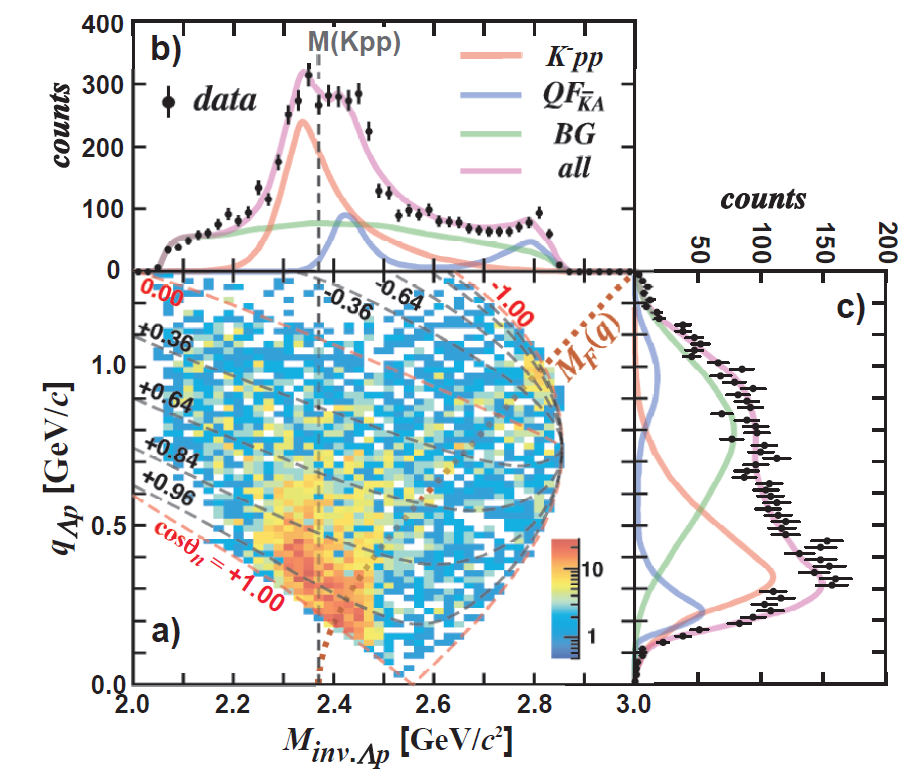 400
300
200
100
0
counts
b)
M(Kpp)
data
K⁻pp
QF_K̅A
BG
all
counts
50
100
150
200
c)
0.00
+0.36
+0.64
+0.84
+0.96
cosθₙ = +1.00
-0.36
-0.64
-1.00
M_F(q)
1.0
0.5
0.0
q_Λp [GeV/c]
a)
10
1
2.0
2.2
2.4
2.6
2.8
3.0
M_inv.Λp [GeV/c²]